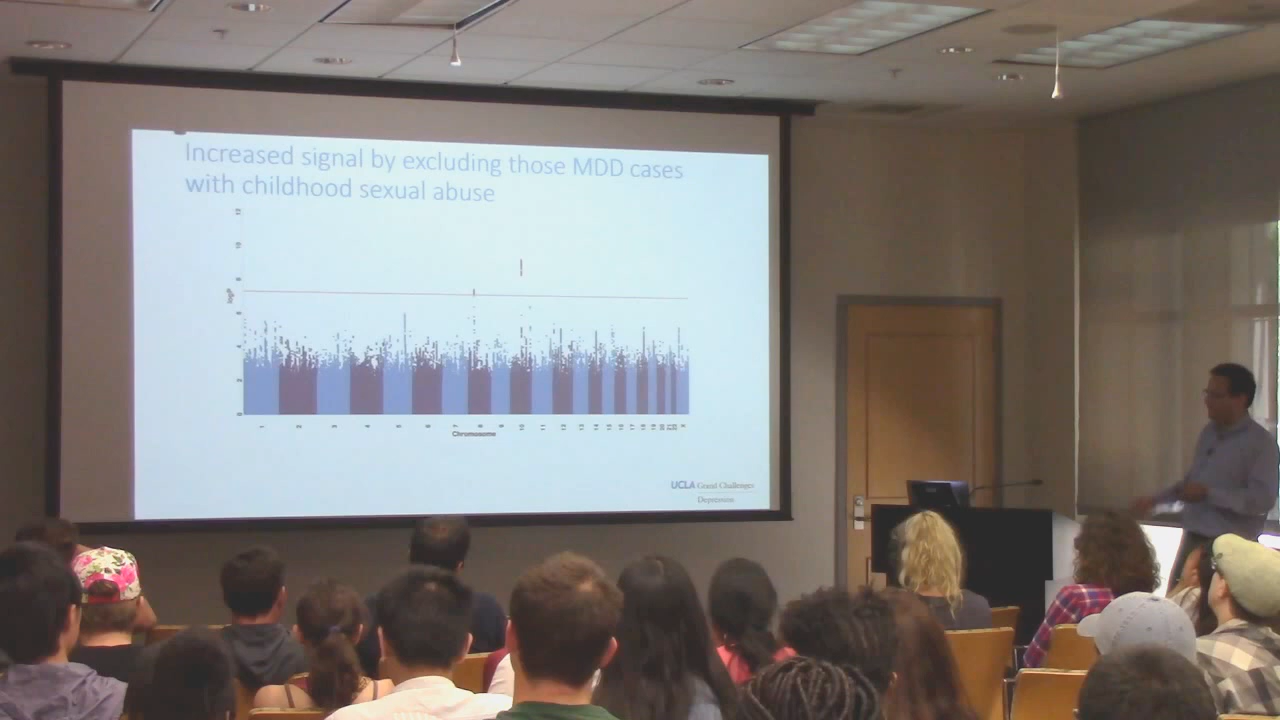 Increased signal by excluding those MDD cases
with childhood sexual abuse
Chromosome
UCLA Grand Challenges
Depression